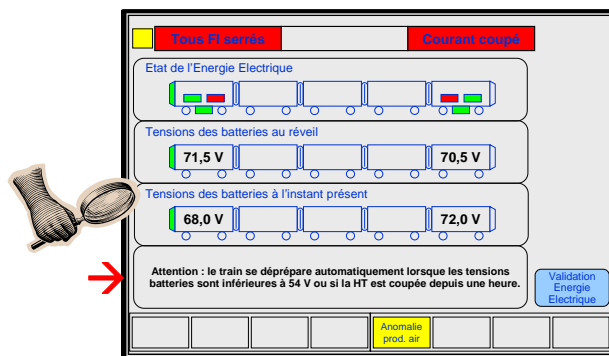 Tous FI serrés
Courant coupé
Etat de l'Energie Electrique
Tensions des batteries au réveil
71,5 V
70,5 V
Tensions des batteries à l'instant présent
68,0 V
72,0 V
Attention : le train se déprépare automatiquement lorsque les tensions
batteries sont inférieures à 54 V ou si la HT est coupée depuis une heure.
Validation
Energie
Electrique
Anomalie
prod. air